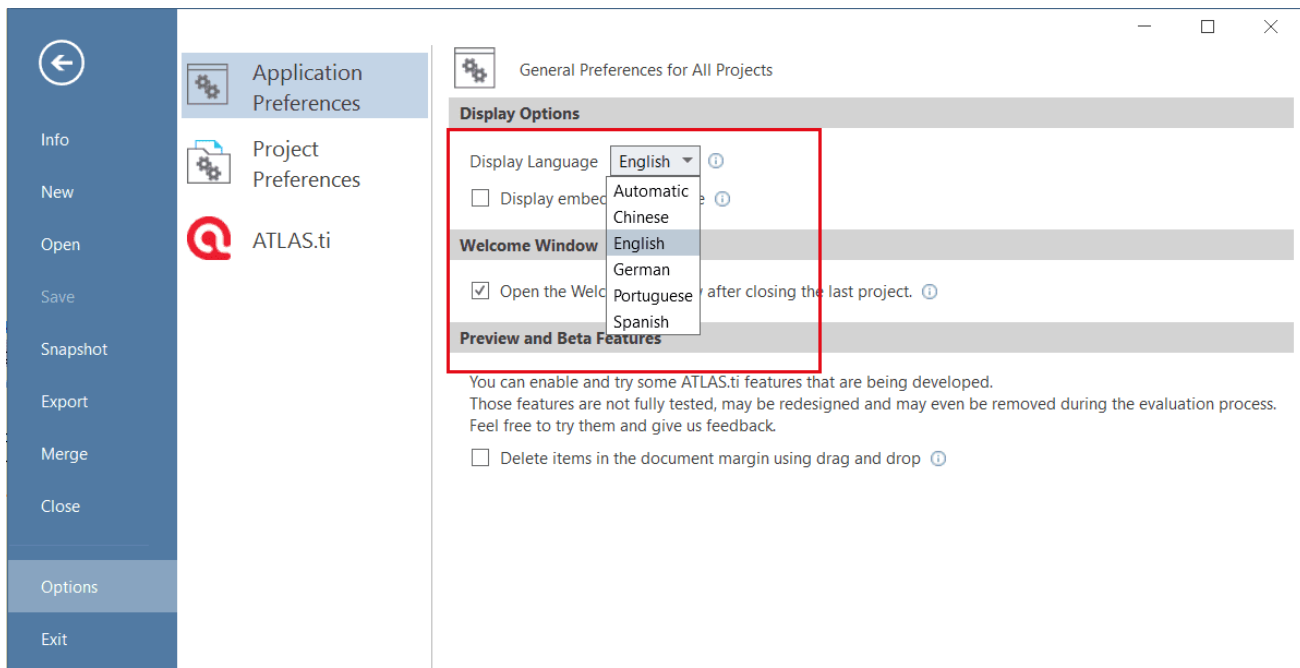 Info
New
Open
Save
Snapshot
Export
Merge
Close
Options
Exit
Application
Preferences
Project
Preferences
ATLAS.ti
General Preferences for All Projects
Display Options
Display Language English
Automatic
Chinese
English
German
Portuguese
Spanish
Display
Welcome Window
Open the after closing the last project.
Preview and Beta Features
You can enable and try some ATLAS.ti features that are being developed.
Those features are not fully tested, may be redesigned and may even be removed during the evaluation process.
Feel free to try them and give us feedback.
Delete items in the document margin using drag and drop